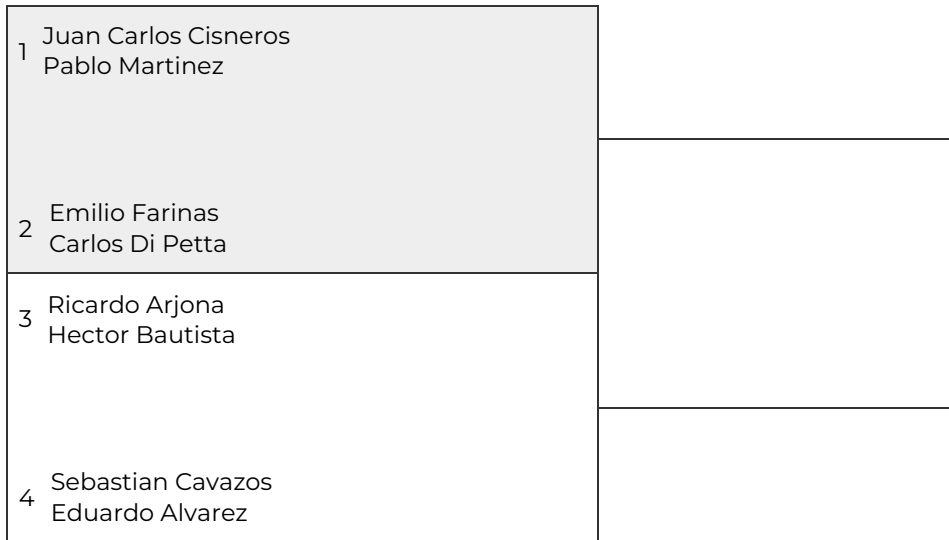 1 Juan Carlos Cisneros
Pablo Martinez
2 Emilio Farinas
Carlos Di Petta
3 Ricardo Arjona
Hector Bautista
4 Sebastian Cavazos
Eduardo Alvarez